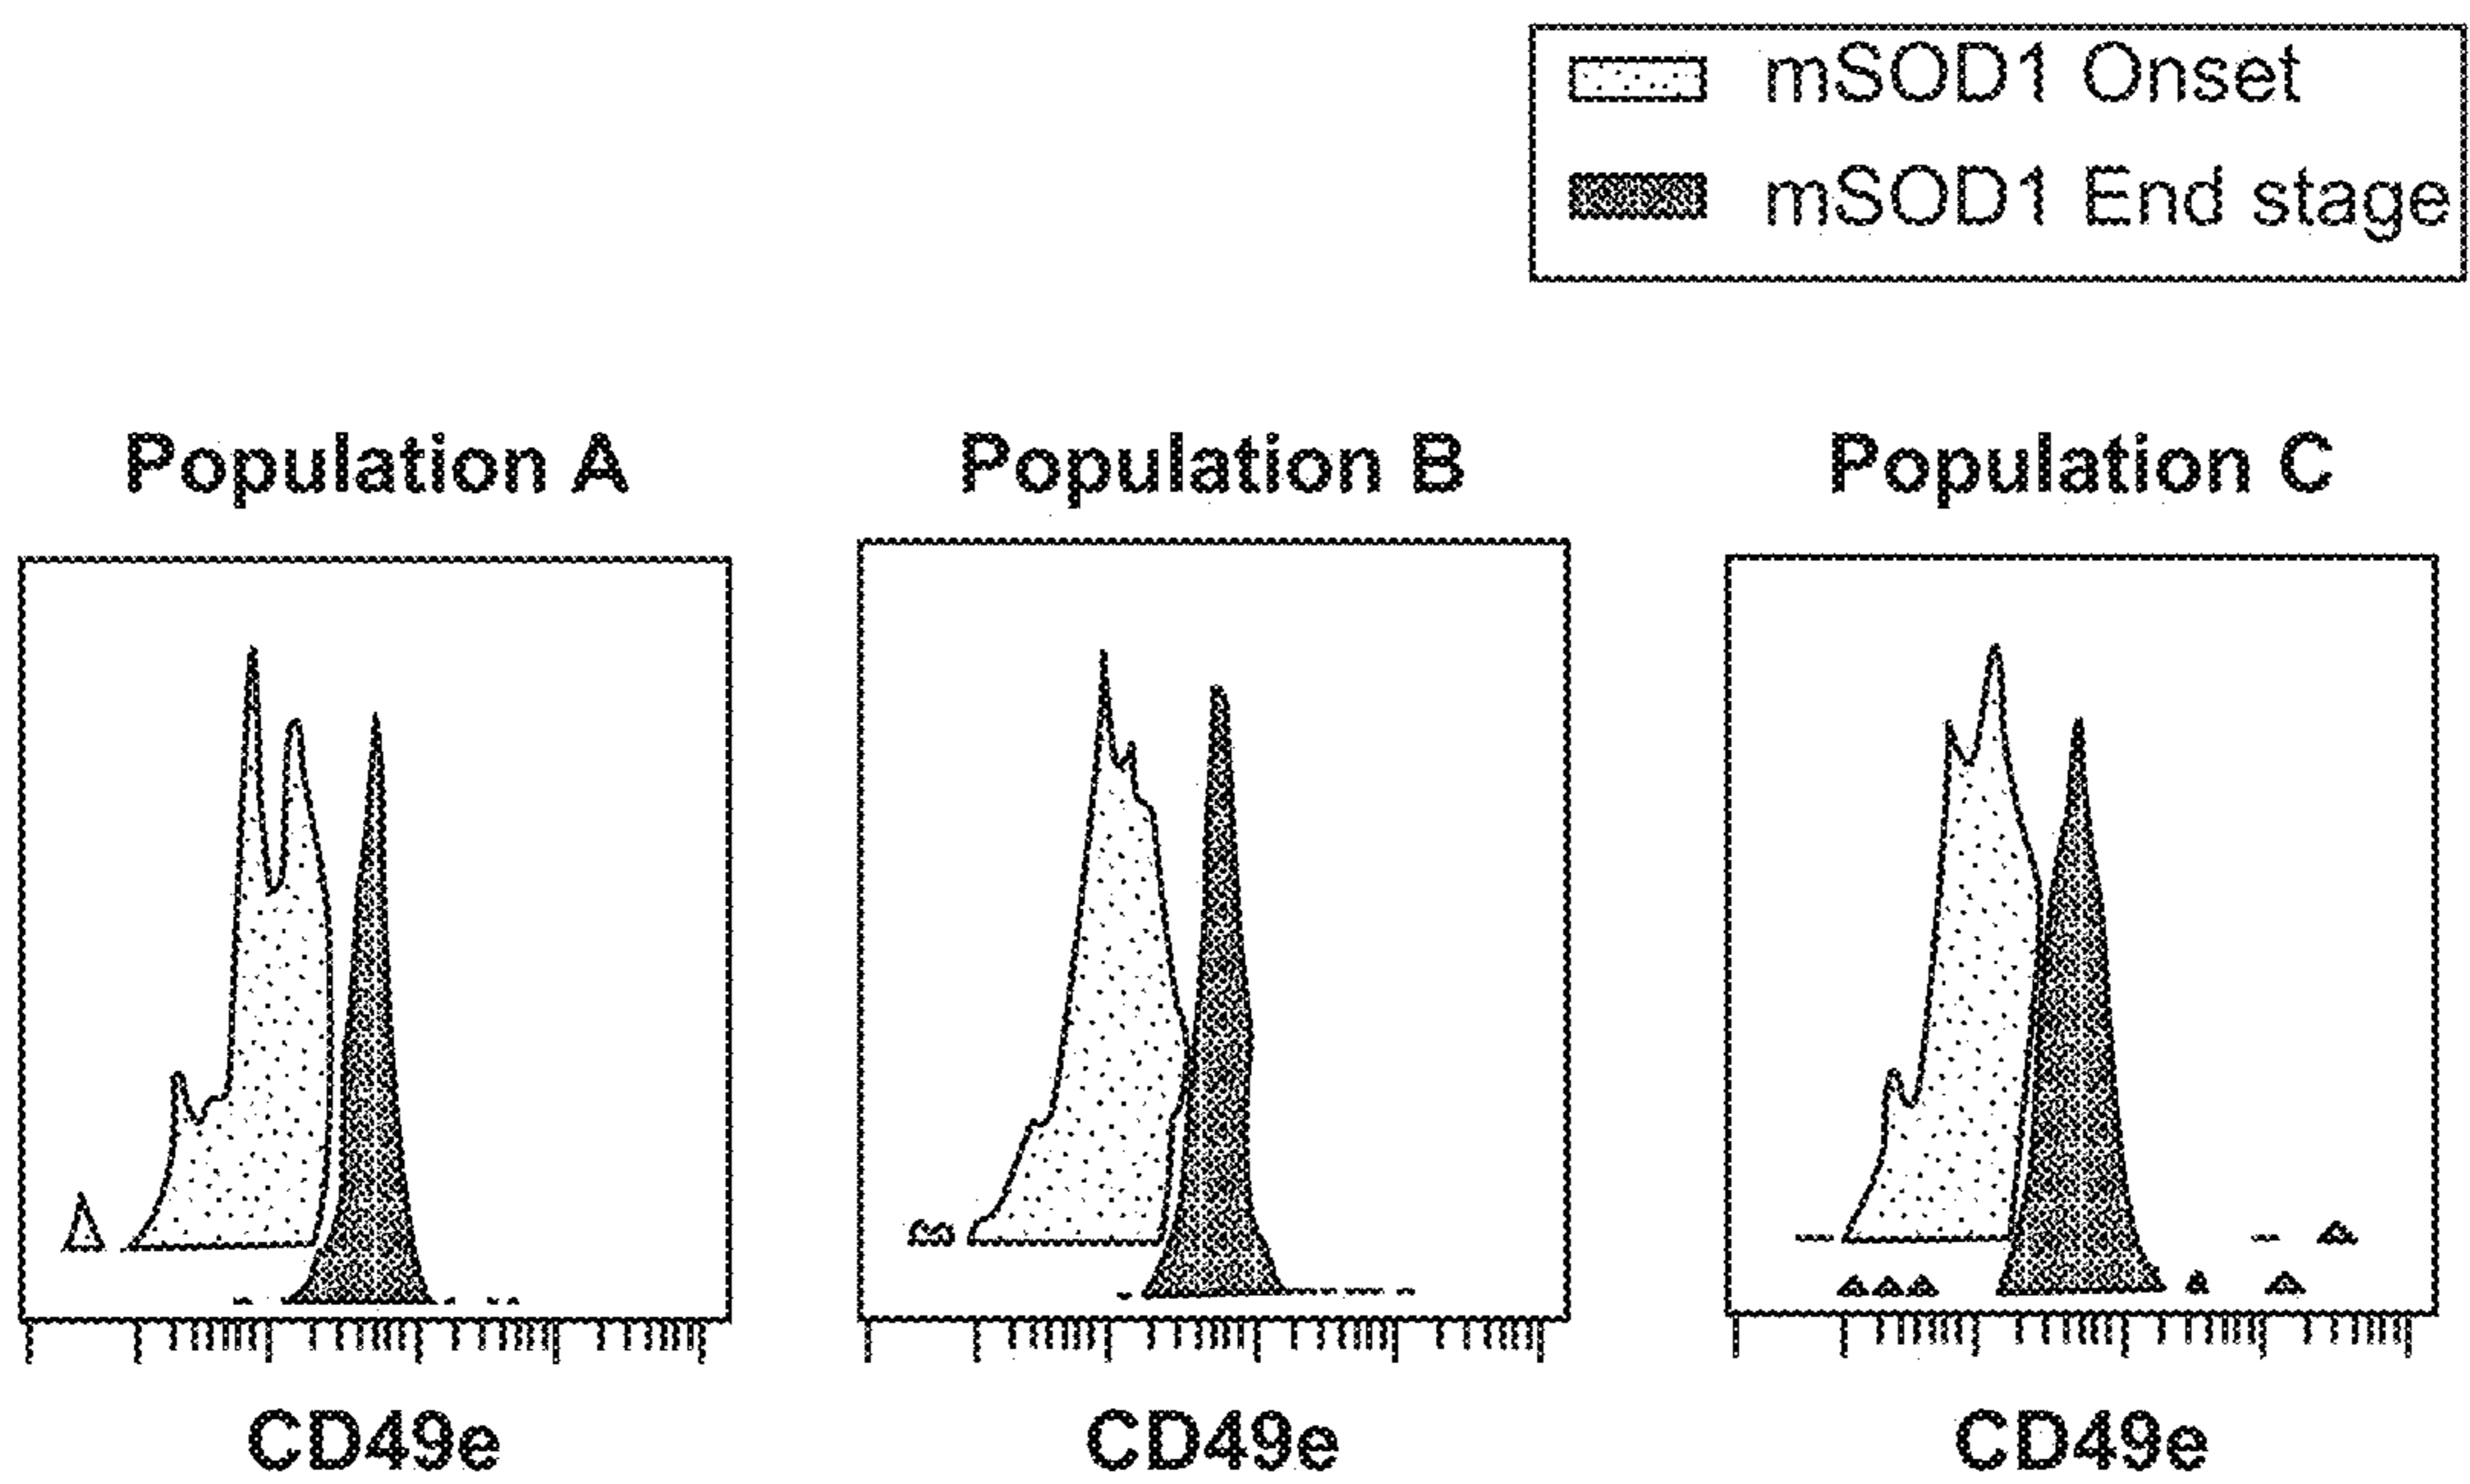 mSOD1 Onset
mSOD1 End stage
Population A
Population B
Population C
CD49e
CD49e
CD49e